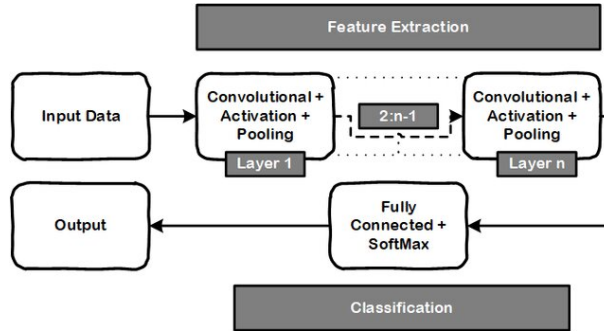 Feature Extraction
Input Data
Convolutional +
Activation +
Pooling
Layer 1
2:n-1
Convolutional +
Activation +
Pooling
Layer n
Output
Fully
Connected +
SoftMax
Classification